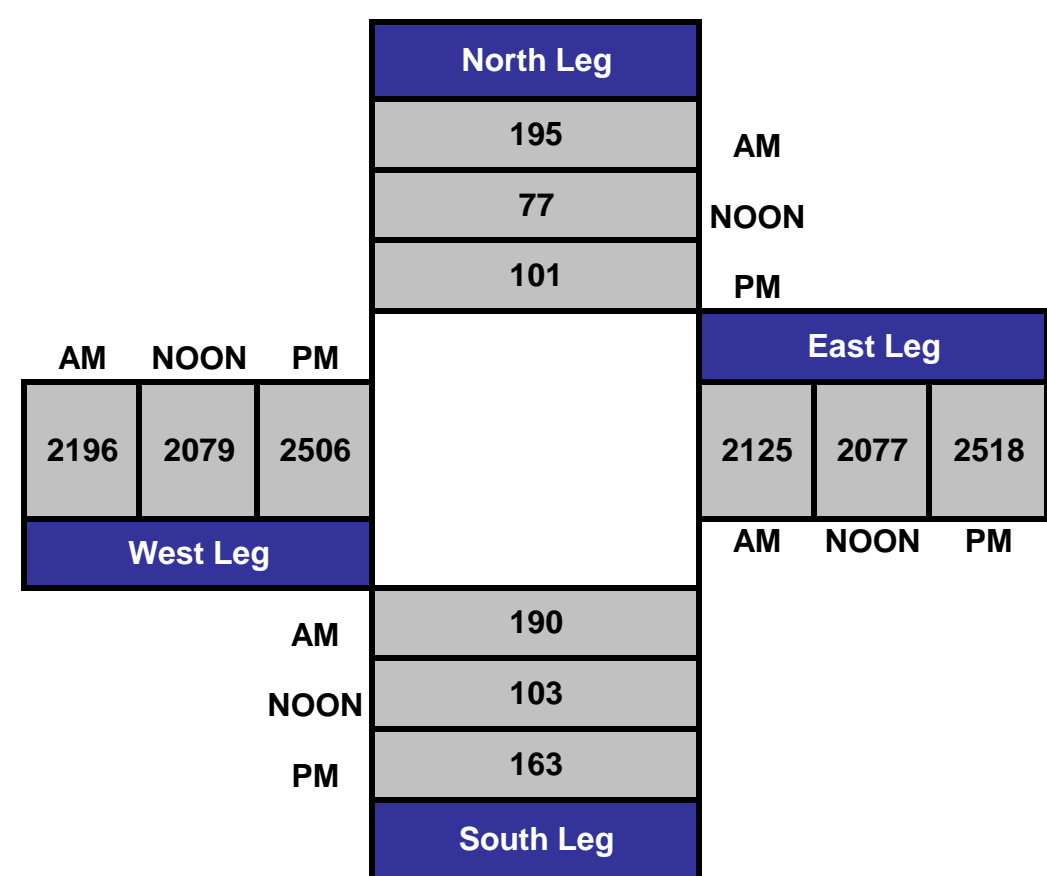 North Leg
195
AM
77
NOON
101
PM
East Leg
AM NOON PM
2196 2079 2506
2125 2077 2518
AM NOON PM
West Leg
190
AM
103
NOON
163
PM
South Leg